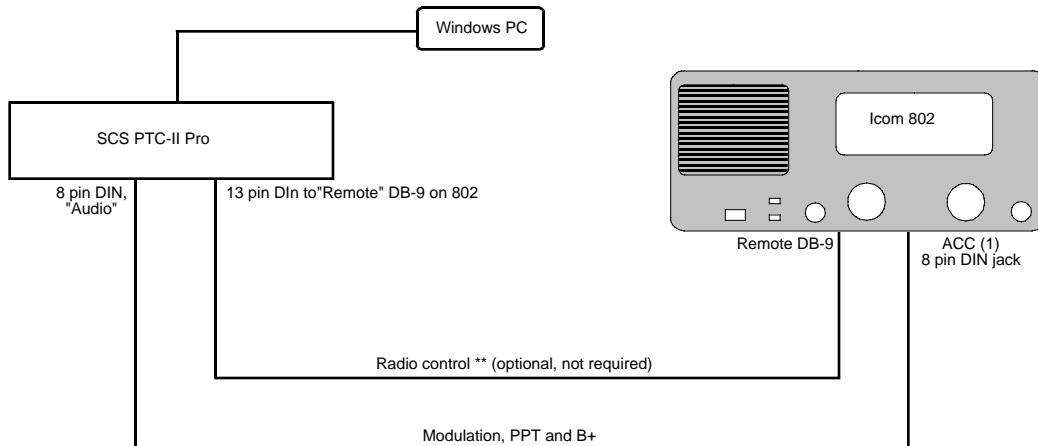 Windows PC
SCS PTC-II Pro
Icom 802
8 pin DIN,
"Audio"
13 pin DIn to"Remote" DB-9 on 802
Remote DB-9
ACC (1)
8 pin DIN jack
Radio control ** (optional, not required)
Modulation, PPT and B+